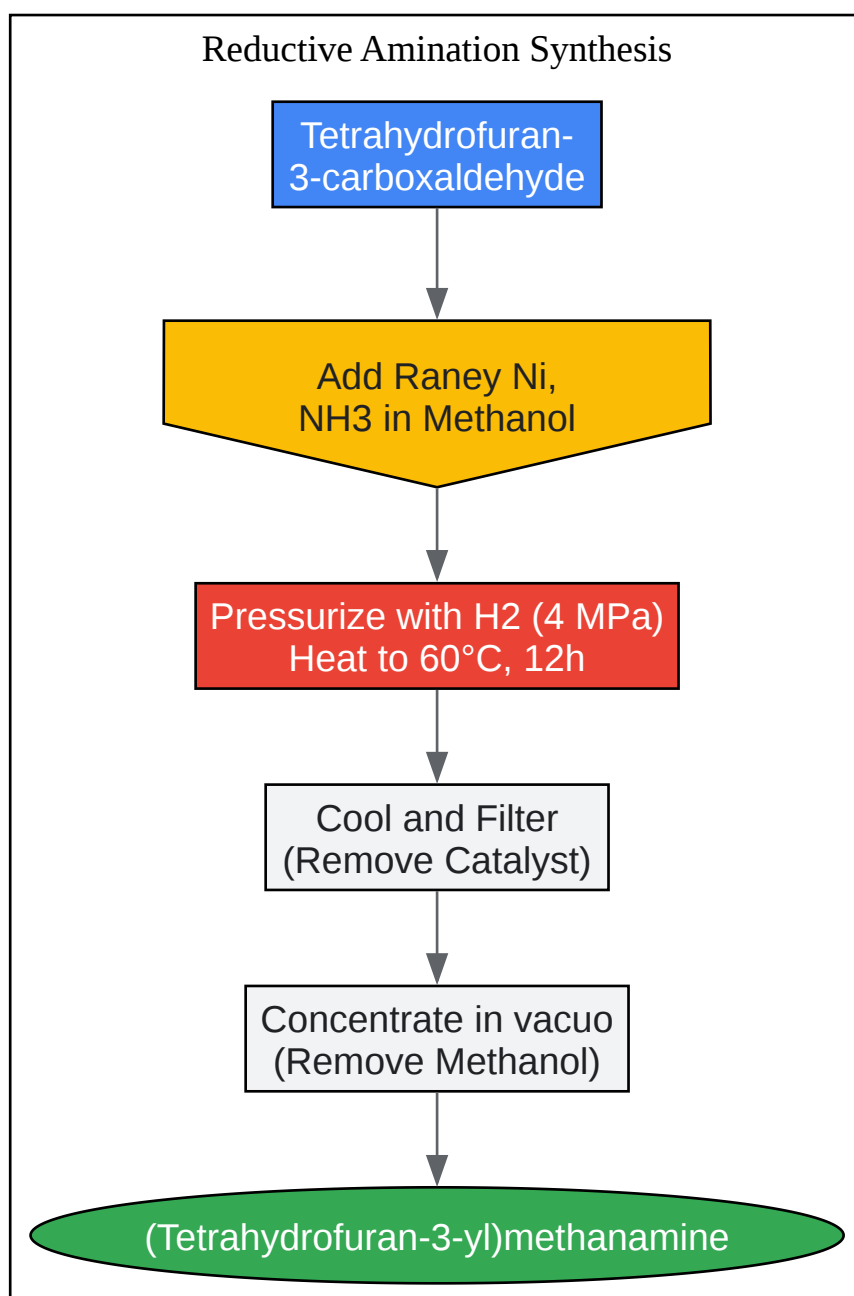 Reductive Amination Synthesis
Tetrahydrofuran-
3-carboxaldehyde
Add Raney Ni,
NH3 in Methanol
Pressurize with H2 (4 MPa)
Heat to 60°C, 12h
Cool and Filter
(Remove Catalyst)
Concentrate in vacuo
(Remove Methanol)
(Tetrahydrofuran-3-yl)methanamine